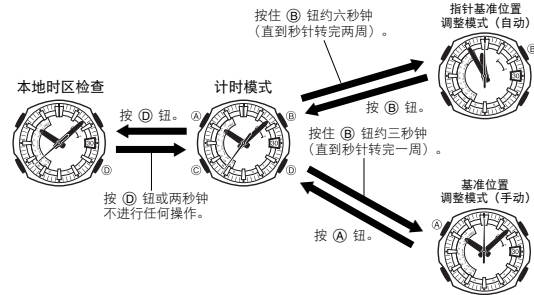 按住 Ⓑ 钮约六秒钟
(直到秒针转完两周)。
指针基准位置
调整模式(自动)
Ⓑ
本地时区检查
计时模式
按 Ⓓ 钮。
Ⓐ
Ⓑ
按 Ⓑ 钮。
按住 Ⓑ 钮约三秒钟
(直到秒针转完一周)。
Ⓓ
Ⓒ
Ⓓ
按 Ⓓ 钮或两秒钟
不进行任何操作。
基准位置
调整模式(手动)
Ⓐ
按 Ⓐ 钮。